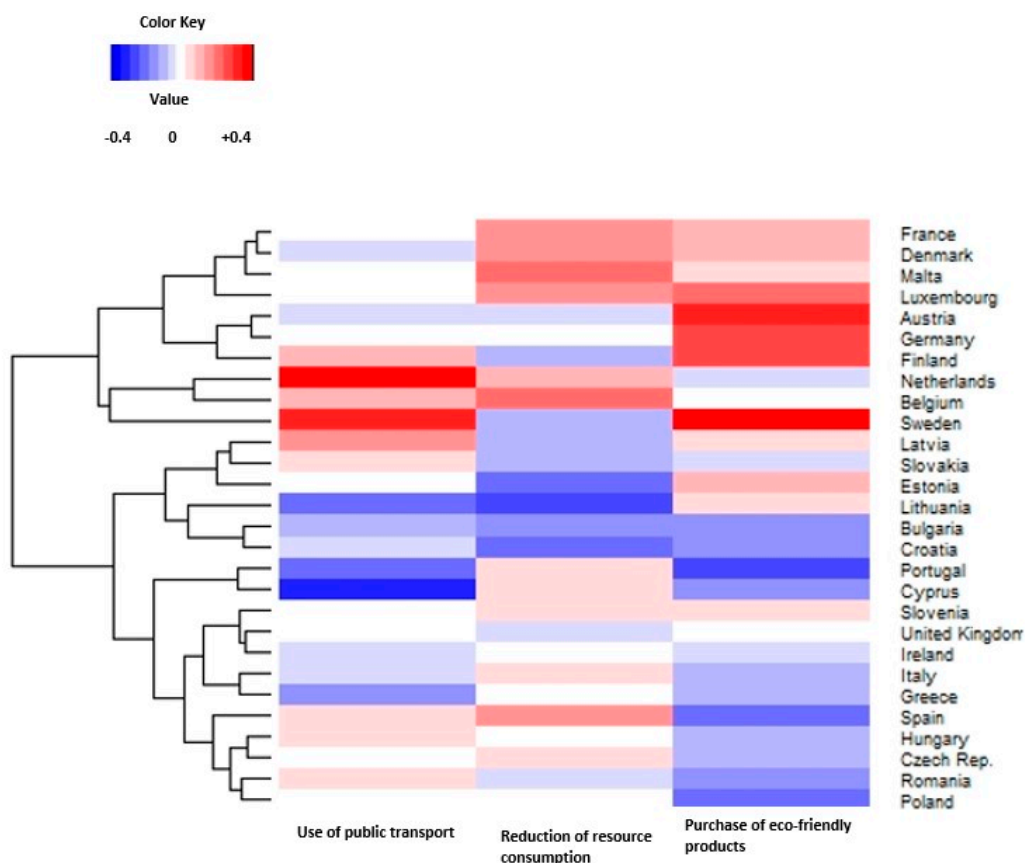 Color Key
Value
-0.4 0 +0.4
France
Denmark
Malta
Luxembourg
Austria
Germany
Finland
Netherlands
Belgium
Sweden
Latvia
Slovakia
Estonia
Lithuania
Bulgaria
Croatia
Portugal
Cyprus
Slovenia
United Kingdom
Ireland
Italy
Greece
Spain
Hungary
Czech Rep.
Romania
Poland
Use of public transport
Reduction of resource
consumption
Purchase of eco-friendly
products